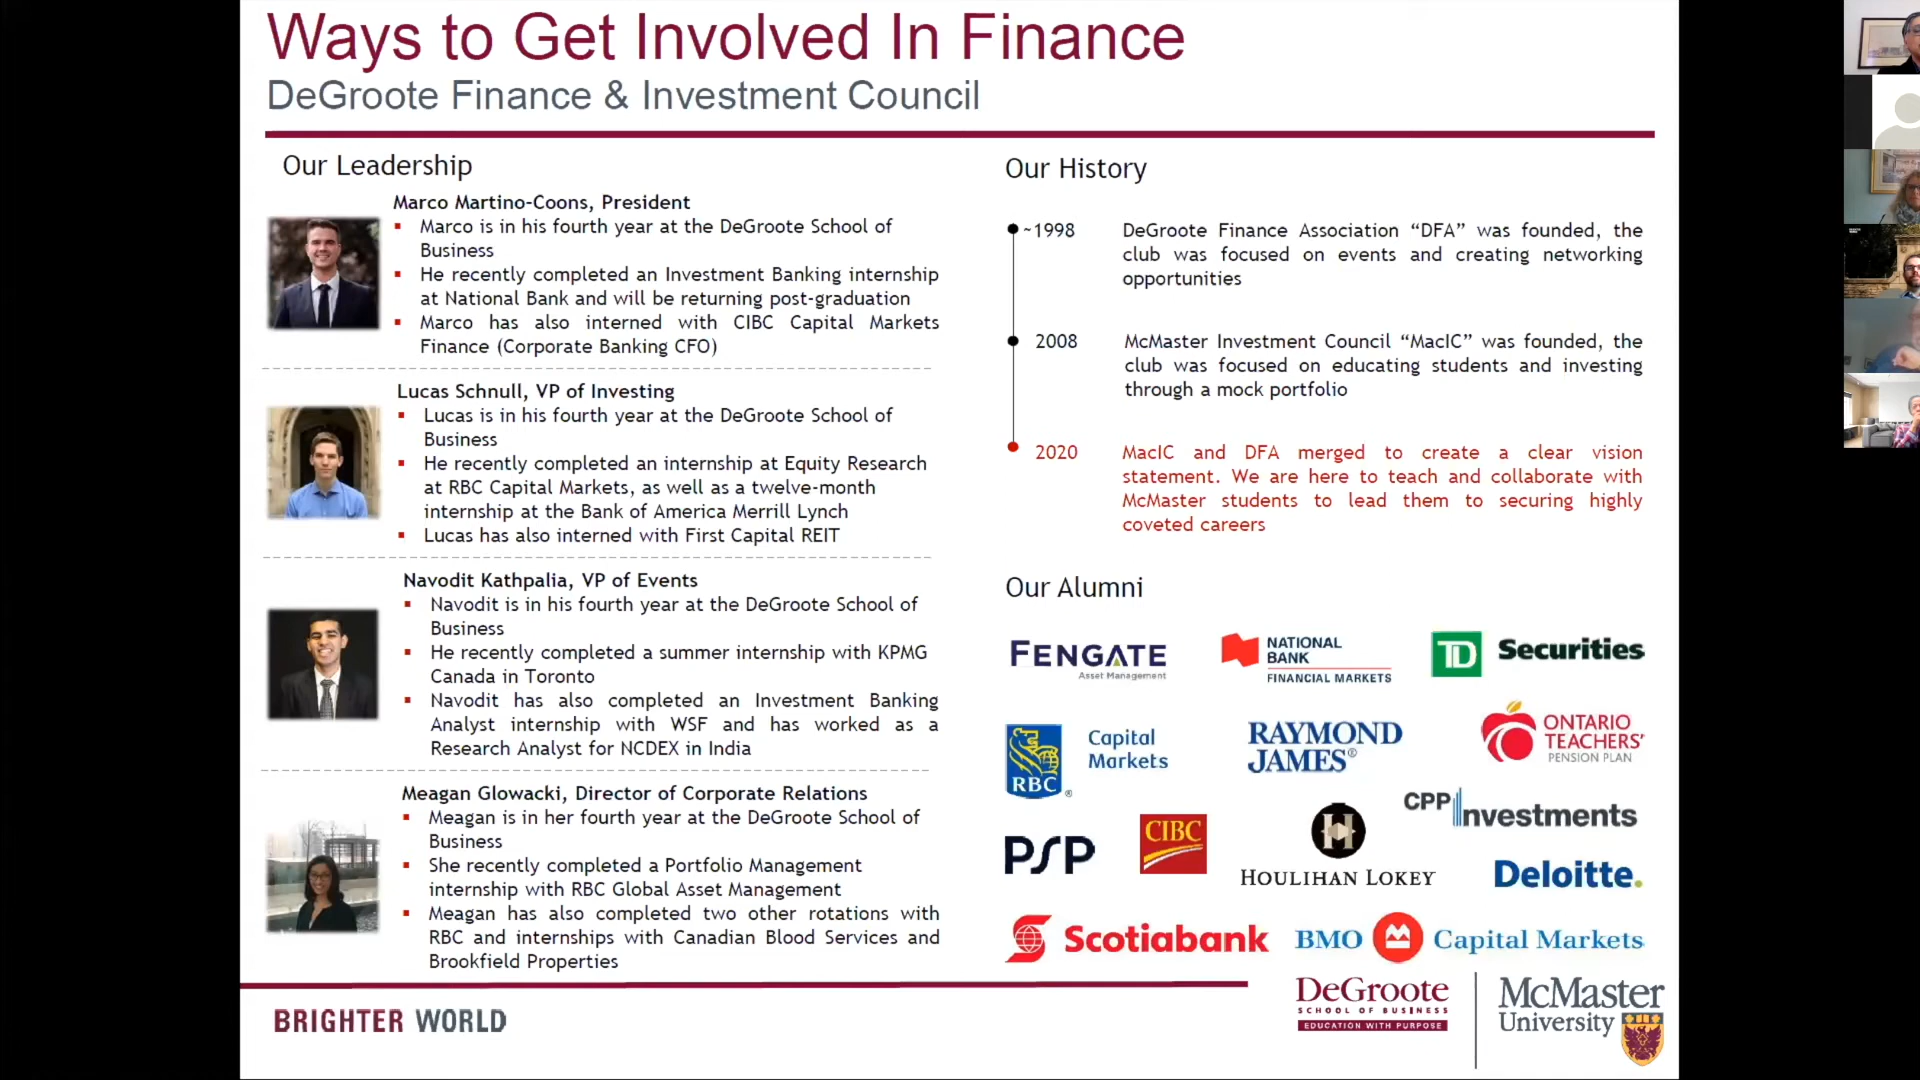 Ways to Get Involved In Finance
DeGroote Finance & Investment Council
Our Leadership
Marco Martino-Coons, President
▪ Marco is in his fourth year at the DeGroote School of
Business
▪ He recently completed an Investment Banking internship
at National Bank and will be returning post-graduation
▪ Marco has also interned with CIBC Capital Markets
Finance (Corporate Banking CFO)
Lucas Schnull, VP of Investing
▪ Lucas is in his fourth year at the DeGroote School of
Business
▪ He recently completed an internship at Equity Research
at RBC Capital Markets, as well as a twelve-month
internship at the Bank of America Merrill Lynch
▪ Lucas has also interned with First Capital REIT
Navodit Kathpalia, VP of Events
▪ Navodit is in his fourth year at the DeGroote School of
Business
▪ He recently completed a summer internship with KPMG
Canada in Toronto
▪ Navodit has also completed an Investment Banking
Analyst internship with WSF and has worked as a
Research Analyst for NCDEX in India
Meagan Glowacki, Director of Corporate Relations
▪ Meagan is in her fourth year at the DeGroote School of
Business
▪ She recently completed a Portfolio Management
internship with RBC Global Asset Management
▪ Meagan has also completed two other rotations with
RBC and internships with Canadian Blood Services and
Brookfield Properties
Our History
~1998
DeGroote Finance Association “DFA” was founded, the
club was focused on events and creating networking
opportunities
2008
McMaster Investment Council “MacIC” was founded, the
club was focused on educating students and investing
through a mock portfolio
2020
MacIC and DFA merged to create a clear vision
statement. We are here to teach and collaborate with
McMaster students to lead them to securing highly
coveted careers
Our Alumni
FENGATE
Asset Management
NATIONAL
BANK
FINANCIAL MARKETS
TD Securities
RBC ®
Capital
Markets
RAYMOND
JAMES®
ONTARIO
TEACHERS'
PENSION PLAN
PSP
CIBC
H
HOULIHAN LOKEY
CPP Investments
Deloitte.
Scotiabank
BMO Capital Markets
BRIGHTER WORLD
DeGroote
SCHOOL OF BUSINESS
EDUCATION WITH PURPOSE
McMaster
University